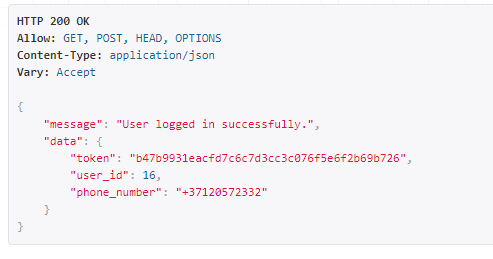 HTTP 200 OK
Allow: GET, POST, HEAD, OPTIONS
Content-Type: application/json
Vary: Accept
{
"message": "User logged in successfully.",
"data": {
"token": "b47b9931eacfd7c6c7d3cc3c076f5e6f2b69b726",
"user_id": 16,
"phone_number": "+37120572332"
}
}